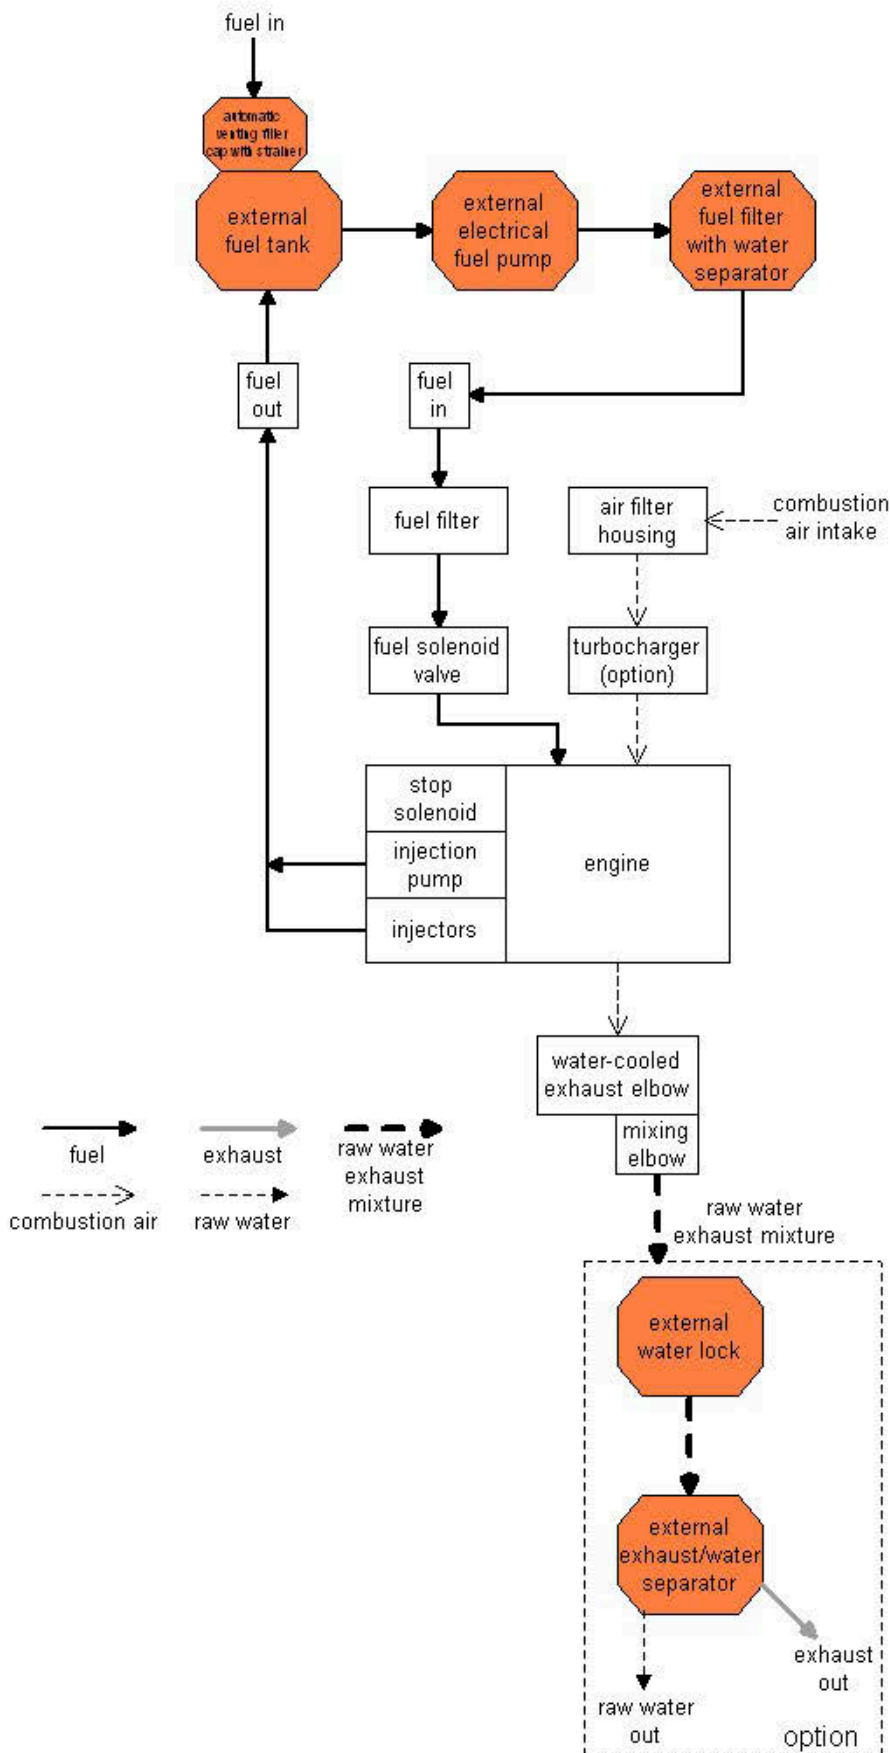 fuel in
automatic
venting filler
cap with strainer
external
fuel tank
external
electrical
fuel pump
external
fuel filter
with water
separator
fuel
out
fuel
in
fuel filter
air filter
housing
combustion
air intake
fuel solenoid
valve
turbocharger
(option)
stop
solenoid
injection
pump
injectors
engine
water-cooled
exhaust elbow
mixing
elbow
fuel
exhaust
raw water
exhaust
mixture
combustion air
raw water
raw water
exhaust mixture
external
water lock
external
exhaust/water
separator
exhaust
out
raw water
out
option